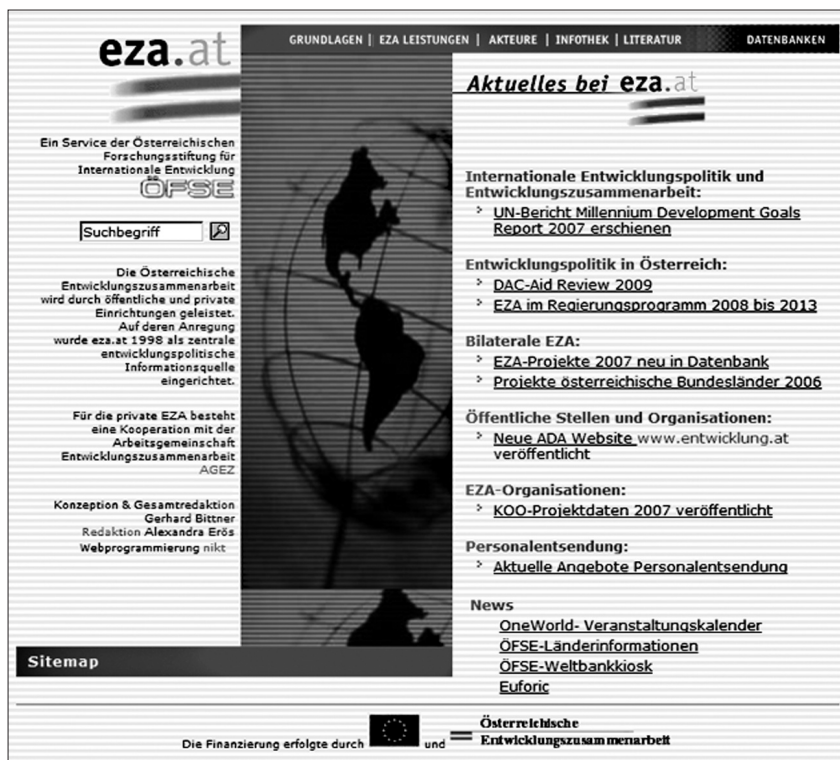 eza.at
GRUNDLAGEN | EZA LEISTUNGEN | AKTEURE | INFOTHEK | LITERATUR DATENBANKEN
Ein Service der Österreichischen
Forschungsstiftung für
Internationale Entwicklung
ÖFSE
Suchbegriff
Die Österreichische
Entwicklungszusammenarbeit
wird durch öffentliche und private
Einrichtungen geleistet.
Auf deren Anregung
wurde eza.at 1998 als zentrale
entwicklungspolitische
Informationsquelle
eingerichtet.
Für die private EZA besteht
eine Kooperation mit der
Arbeitsgemeinschaft
Entwicklungszusammenarbeit
AGEZ
Konzeption & Gesamtredaktion
Gerhard Bittner
Redaktion Alexandra Erös
Webprogrammierung nikt
Sitemap
Aktuelles bei eza.at
Internationale Entwicklungspolitik und
Entwicklungszusammenarbeit:
UN-Bericht Millennium Development Goals
Report 2007 erschienen
Entwicklungspolitik in Österreich:
DAC-Aid Review 2009
EZA im Regierungsprogramm 2008 bis 2013
Bilaterale EZA:
EZA-Projekte 2007 neu in Datenbank
Projekte österreichische Bundesländer 2006
Öffentliche Stellen und Organisationen:
Neue ADA Website www.entwicklung.at
veröffentlicht
EZA-Organisationen:
KOO-Projektdaten 2007 veröffentlicht
Personalentsendung:
Aktuelle Angebote Personalentsendung
News
OneWorld- Veranstaltungskalender
ÖFSE-Länderinformationen
ÖFSE-Weltbankkiosk
Euforic
Die Finanzierung erfolgte durch und
Österreichische
Entwicklungszusammenarbeit